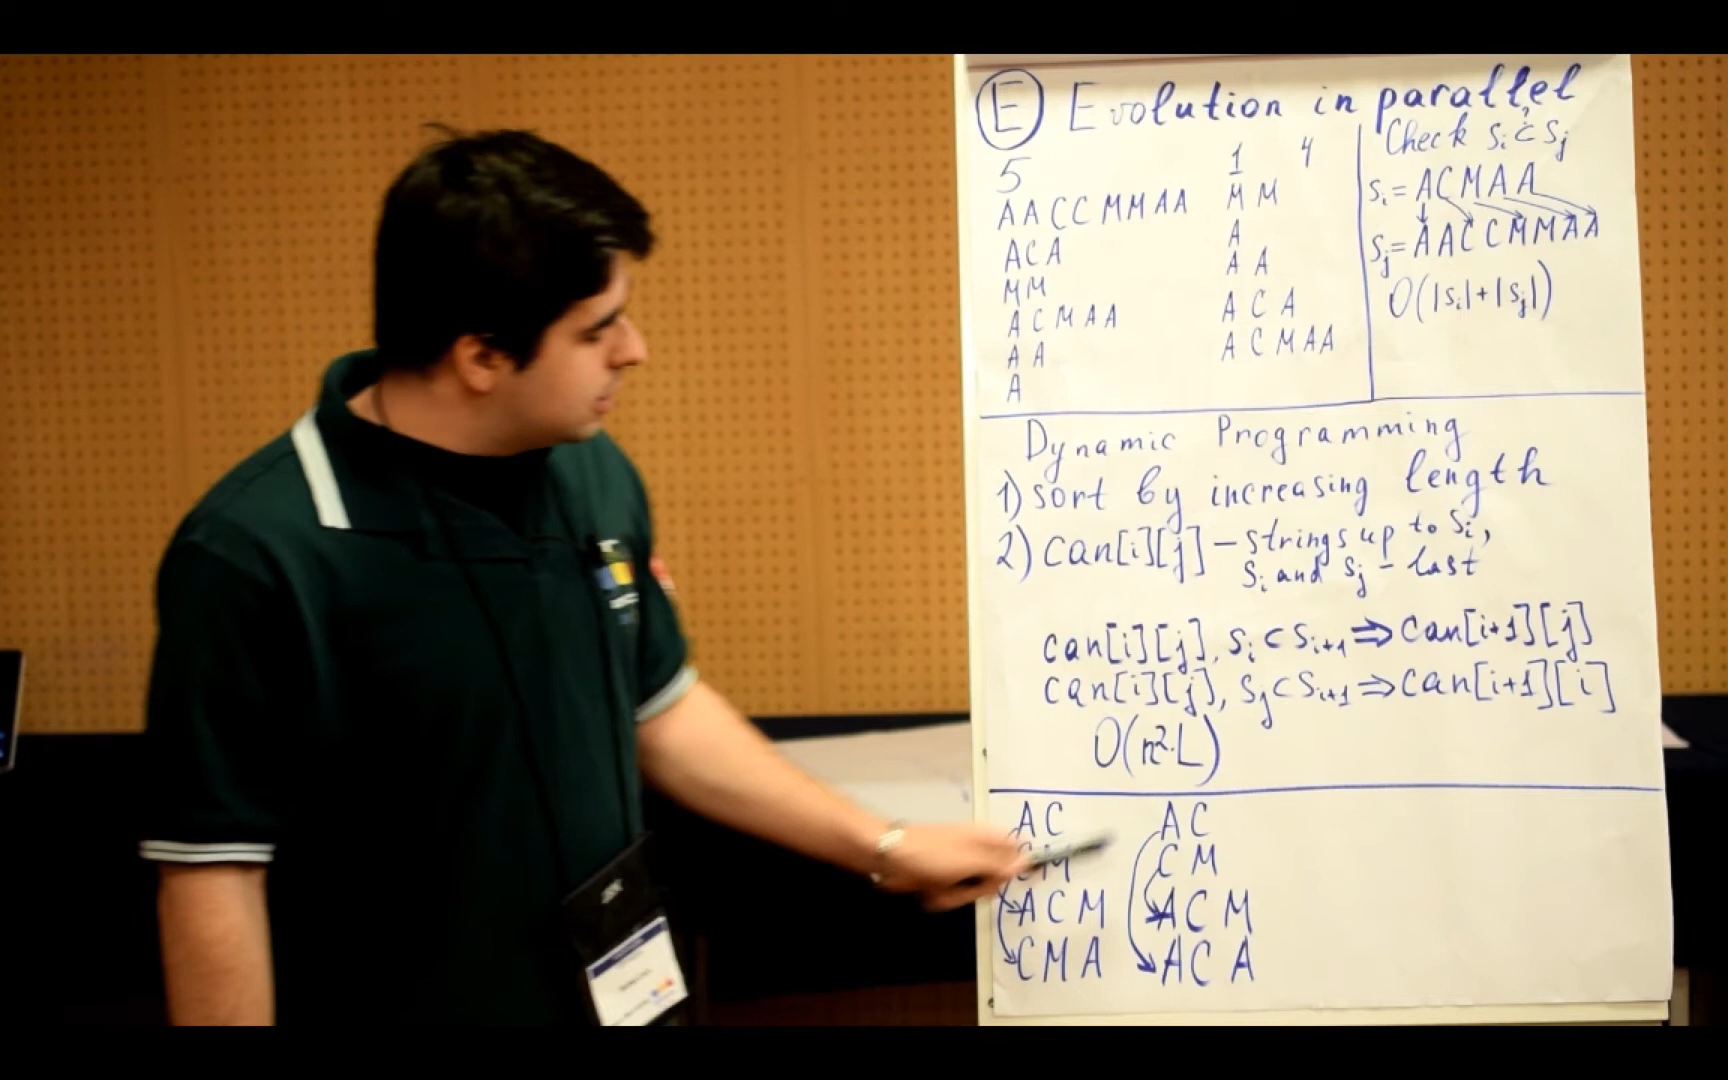 E Evolution in parallel
5
AACCMMAA
ACA
MM
ACMAA
AA
A
1 4
MM
A
AA
ACA
ACMAA
Check Si ⊂ Sj
?
Si = ACMAA
Sj = AACCMMAA
O(|Si|+|Sj|)
Dynamic Programming
1) sort by increasing length
2) can[i][j] – strings up to Si,
Si and Sj – last
can[i][j], Si ⊂ Si+1 ⇒ can[i+1][j]
can[i][j], Sj ⊂ Si+1 ⇒ can[i+1][i]
O(n²·L)
AC
CM
ACM
CMA
AC
CM
ACM
ACA